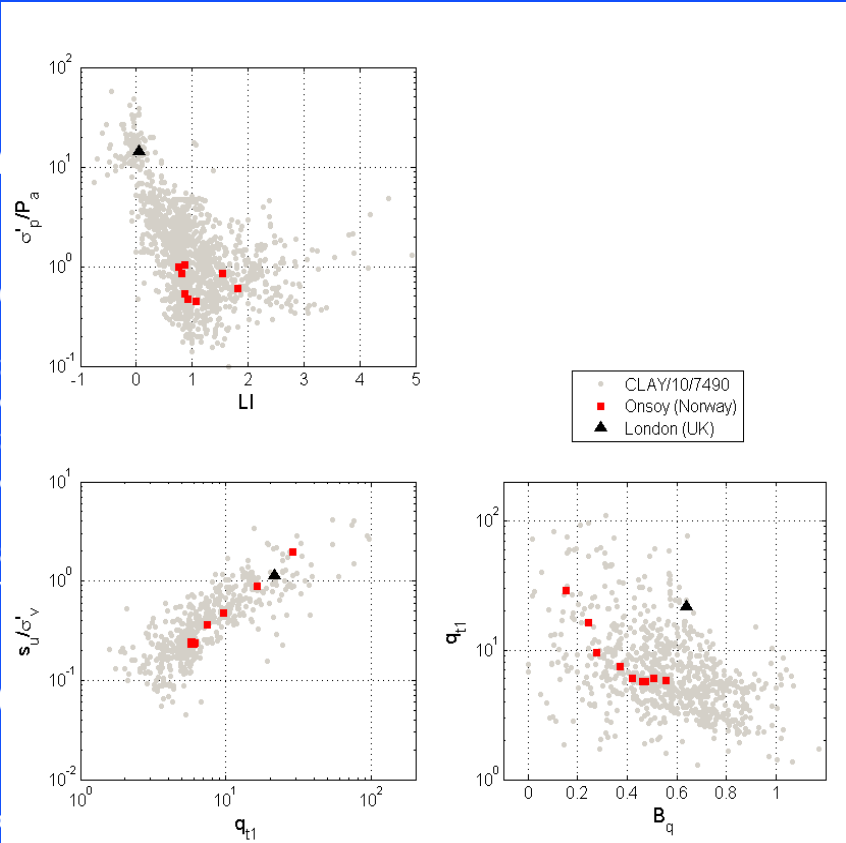 10²
10¹
10⁰
10⁻¹
σ'p/Pa
-1 0 1 2 3 4 5
LI
CLAY/10/7490
Onsoy (Norway)
London (UK)
10¹
10⁰
10⁻¹
10⁻²
su/σ'v
10⁰ 10¹ 10²
qt1
10²
10¹
10⁰
qt1
0 0.2 0.4 0.6 0.8 1
Bq